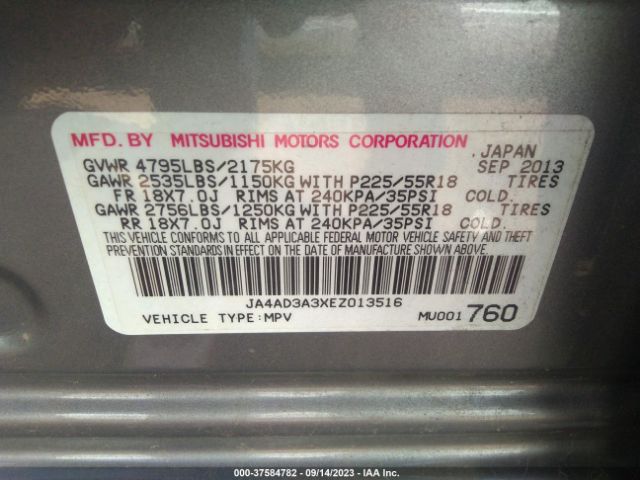 MFD. BY MITSUBISHI MOTORS CORPORATION
, JAPAN
GVWR 4795LBS/2175KG SEP 2013
GAWR 2535LBS/1150KG WITH P225/55R18 TIRES
FR 18X7.0J RIMS AT 240KPA/35PSI COLD.
GAWR 2756LBS/1250KG WITH P225/55R18 TIRES
RR 18X7.0J RIMS AT 240KPA/35PSI COLD.
THIS VEHICLE CONFORMS TO ALL APPLICABLE FEDERAL MOTOR VEHICLE SAFETY AND THEFT
PREVENTION STANDARDS IN EFFECT ON THE DATE OF MANUFACTURE SHOWN ABOVE.
JA4AD3A3XEZ013516
VEHICLE TYPE:MPV MU001 760
000-37584782 - 09/14/2023 - IAA Inc.